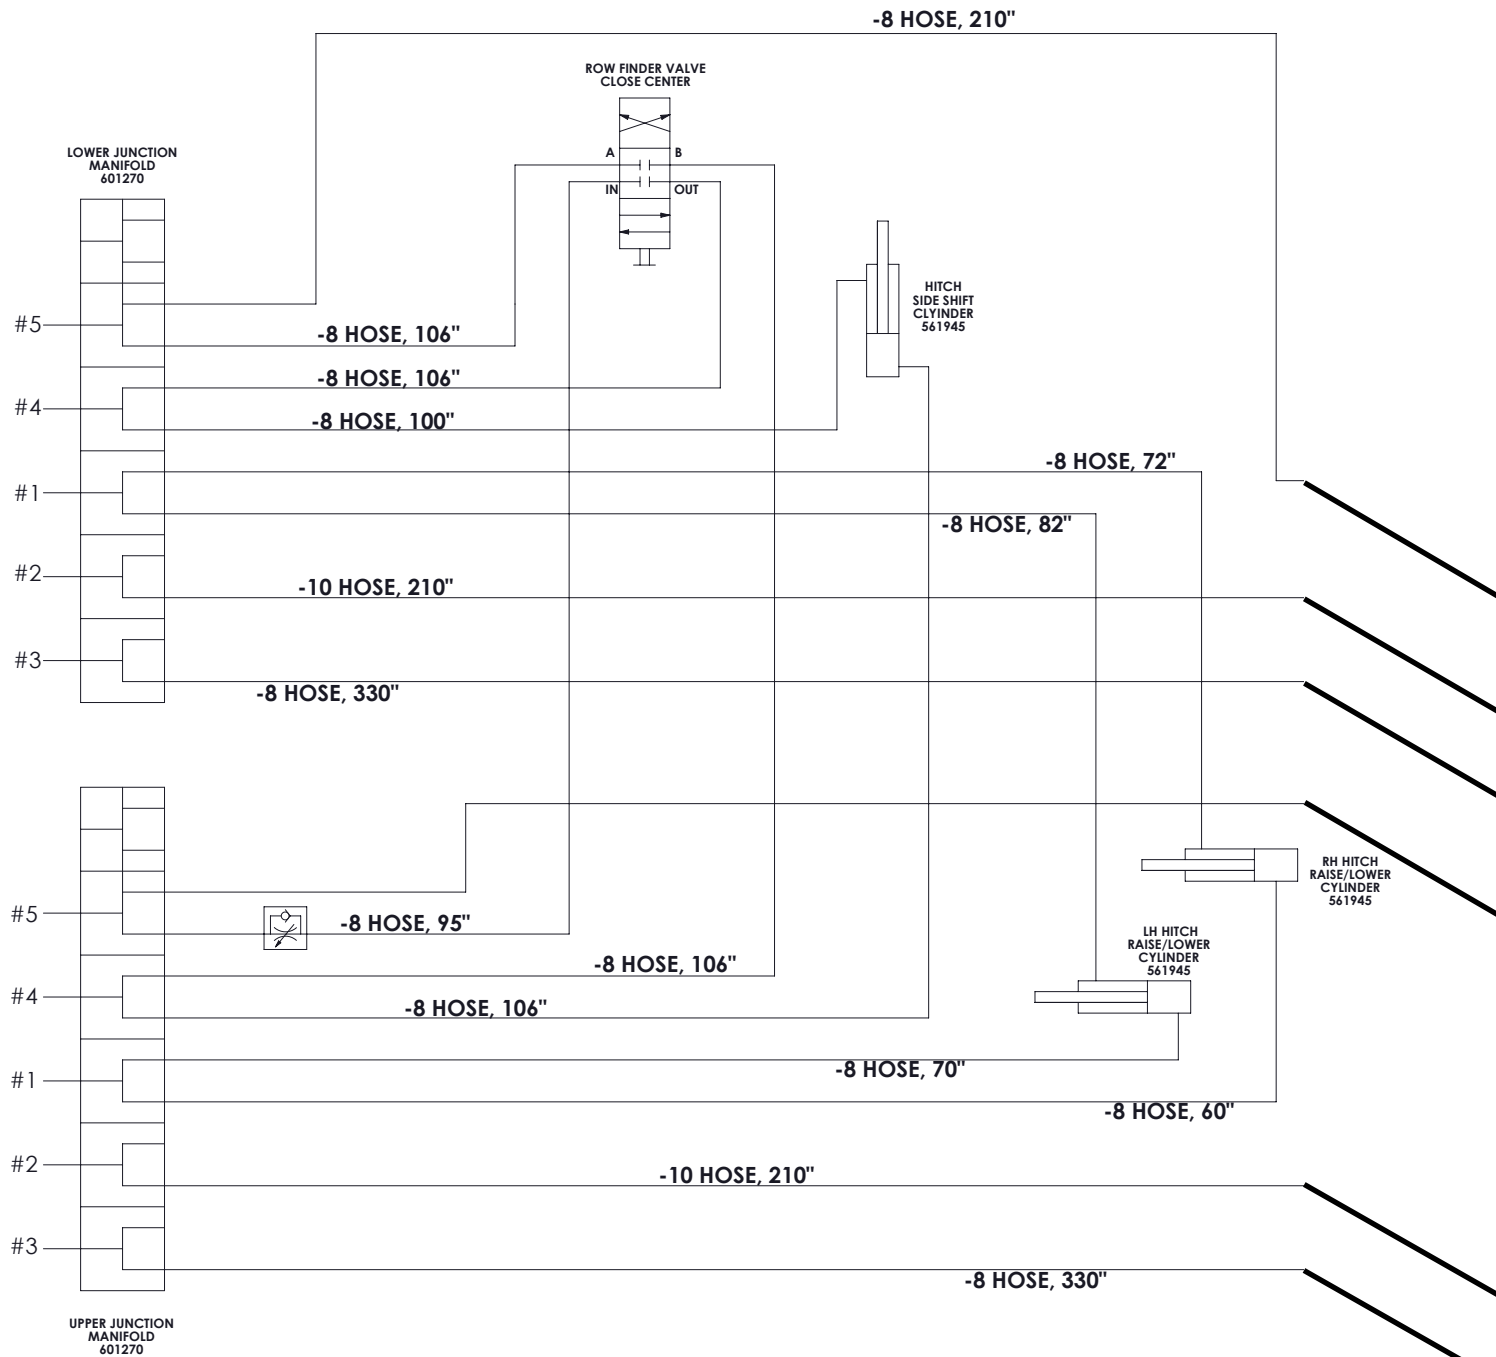 -8 HOSE, 210"
ROW FINDER VALVE
CLOSE CENTER
LOWER JUNCTION
MANIFOLD
601270
A
B
IN
OUT
HITCH
SIDE SHIFT
CLYINDER
561945
#5
-8 HOSE, 106"
-8 HOSE, 106"
#4
-8 HOSE, 100"
-8 HOSE, 72"
#1
-8 HOSE, 82"
#2
-10 HOSE, 210"
#3
-8 HOSE, 330"
RH HITCH
RAISE/LOWER
CYLINDER
561945
#5
-8 HOSE, 95"
LH HITCH
RAISE/LOWER
CYLINDER
561945
-8 HOSE, 106"
#4
-8 HOSE, 106"
-8 HOSE, 70"
#1
-8 HOSE, 60"
#2
-10 HOSE, 210"
#3
-8 HOSE, 330"
UPPER JUNCTION
MANIFOLD
601270